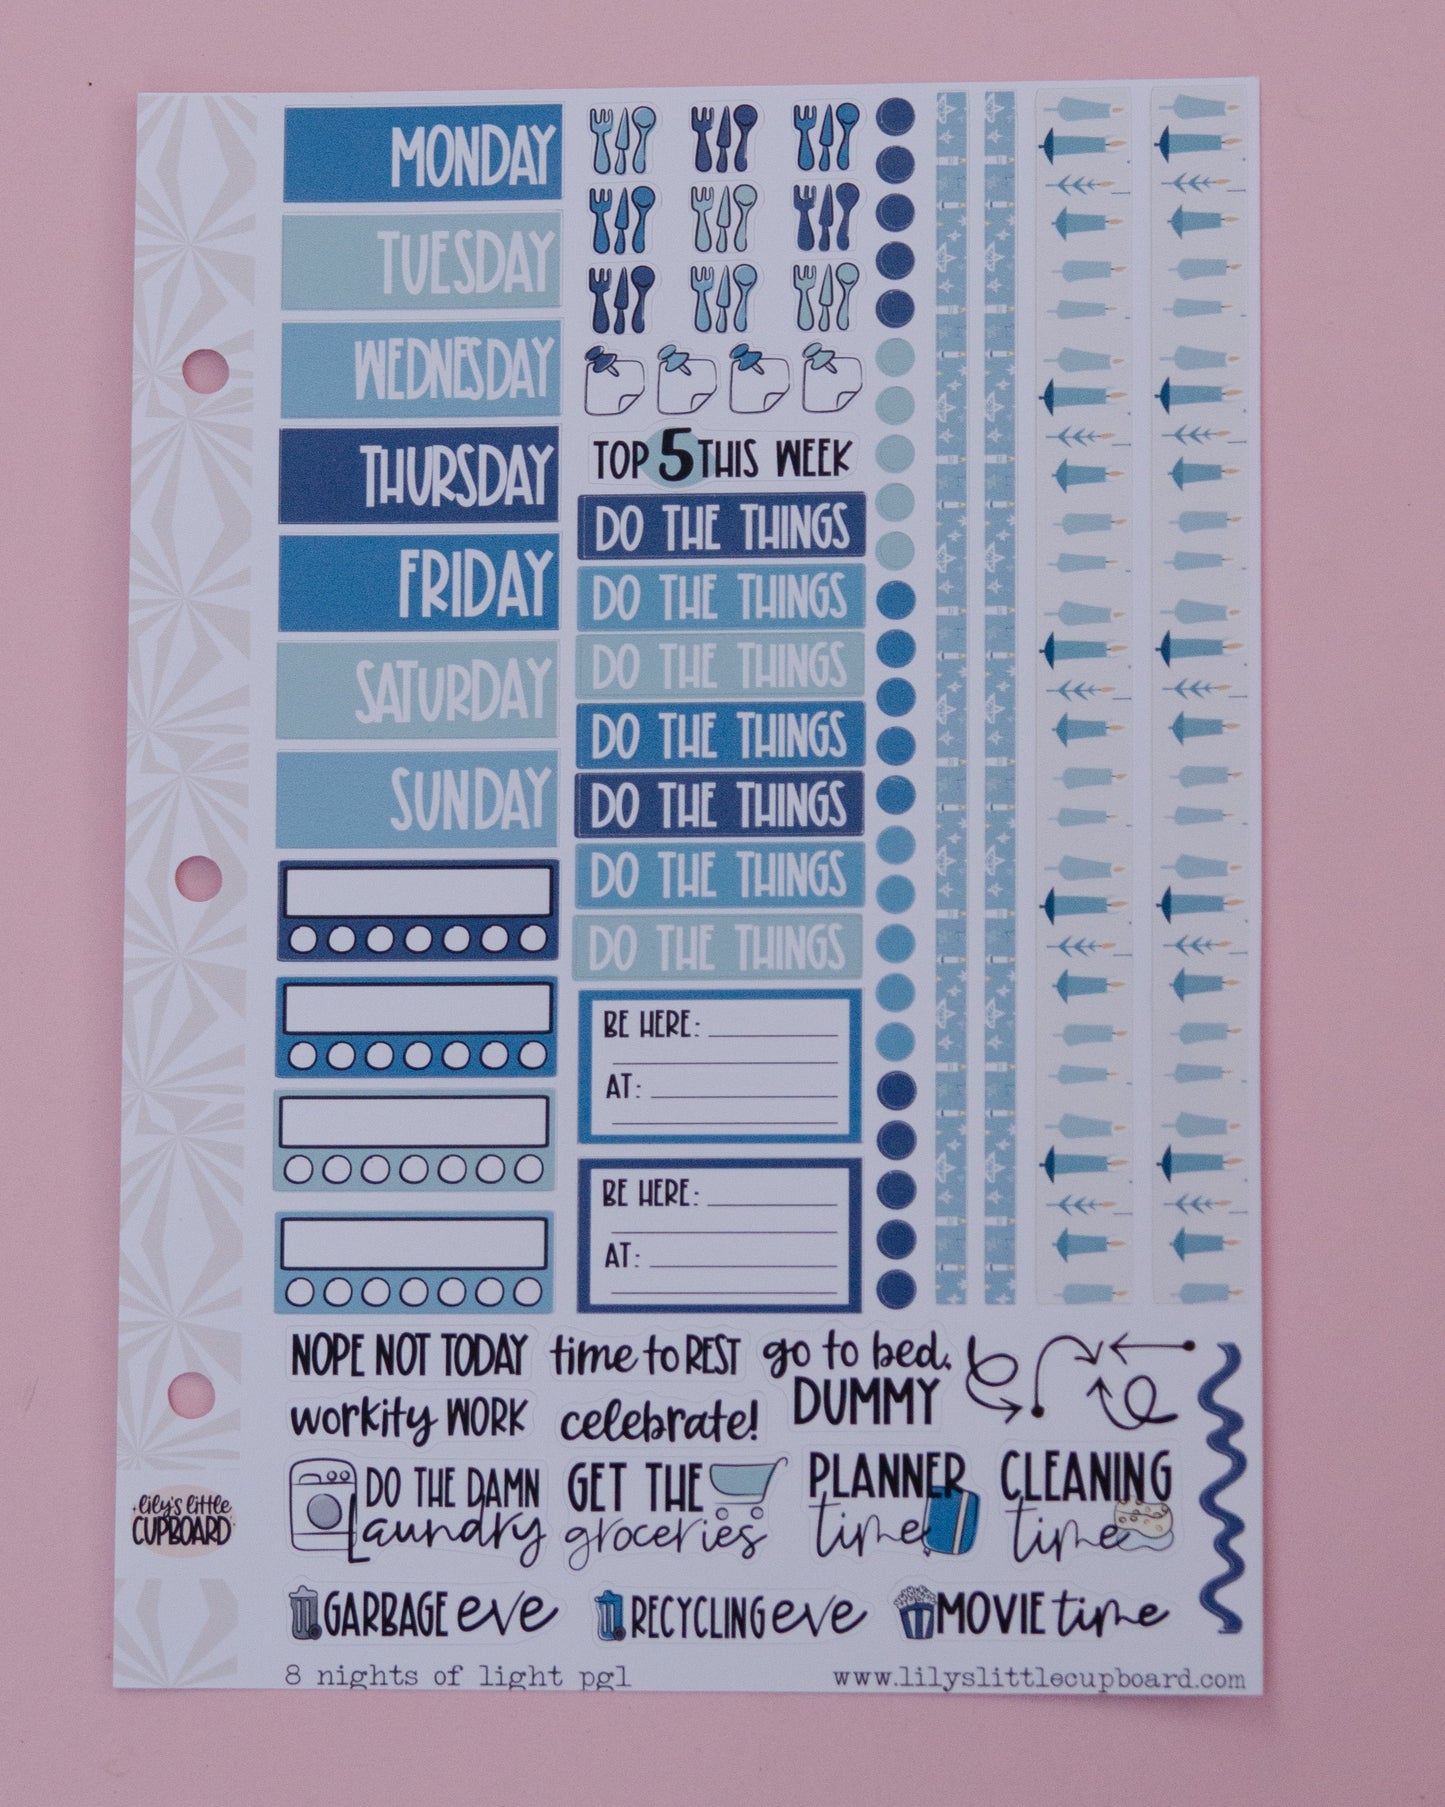 MONDAY
TUESDAY
WEDNESDAY
THURSDAY
FRIDAY
SATURDAY
SUNDAY
TOP 5 THIS WEEK
DO THE THINGS
DO THE THINGS
DO THE THINGS
DO THE THINGS
DO THE THINGS
DO THE THINGS
DO THE THINGS
BE HERE:
AT:
BE HERE:
AT:
NOPE NOT TODAY
time to REST
go to bed,
DUMMY
workity WORK
celebrate!
DO THE DAMN
Laundry
GET THE
groceries
PLANNER
time
CLEANING
time
GARBAGE eve
RECYCLING eve
MOVIE time
lily's little
CUPBOARD
8 nights of light pg1
www.lilyslittlecupboard.com